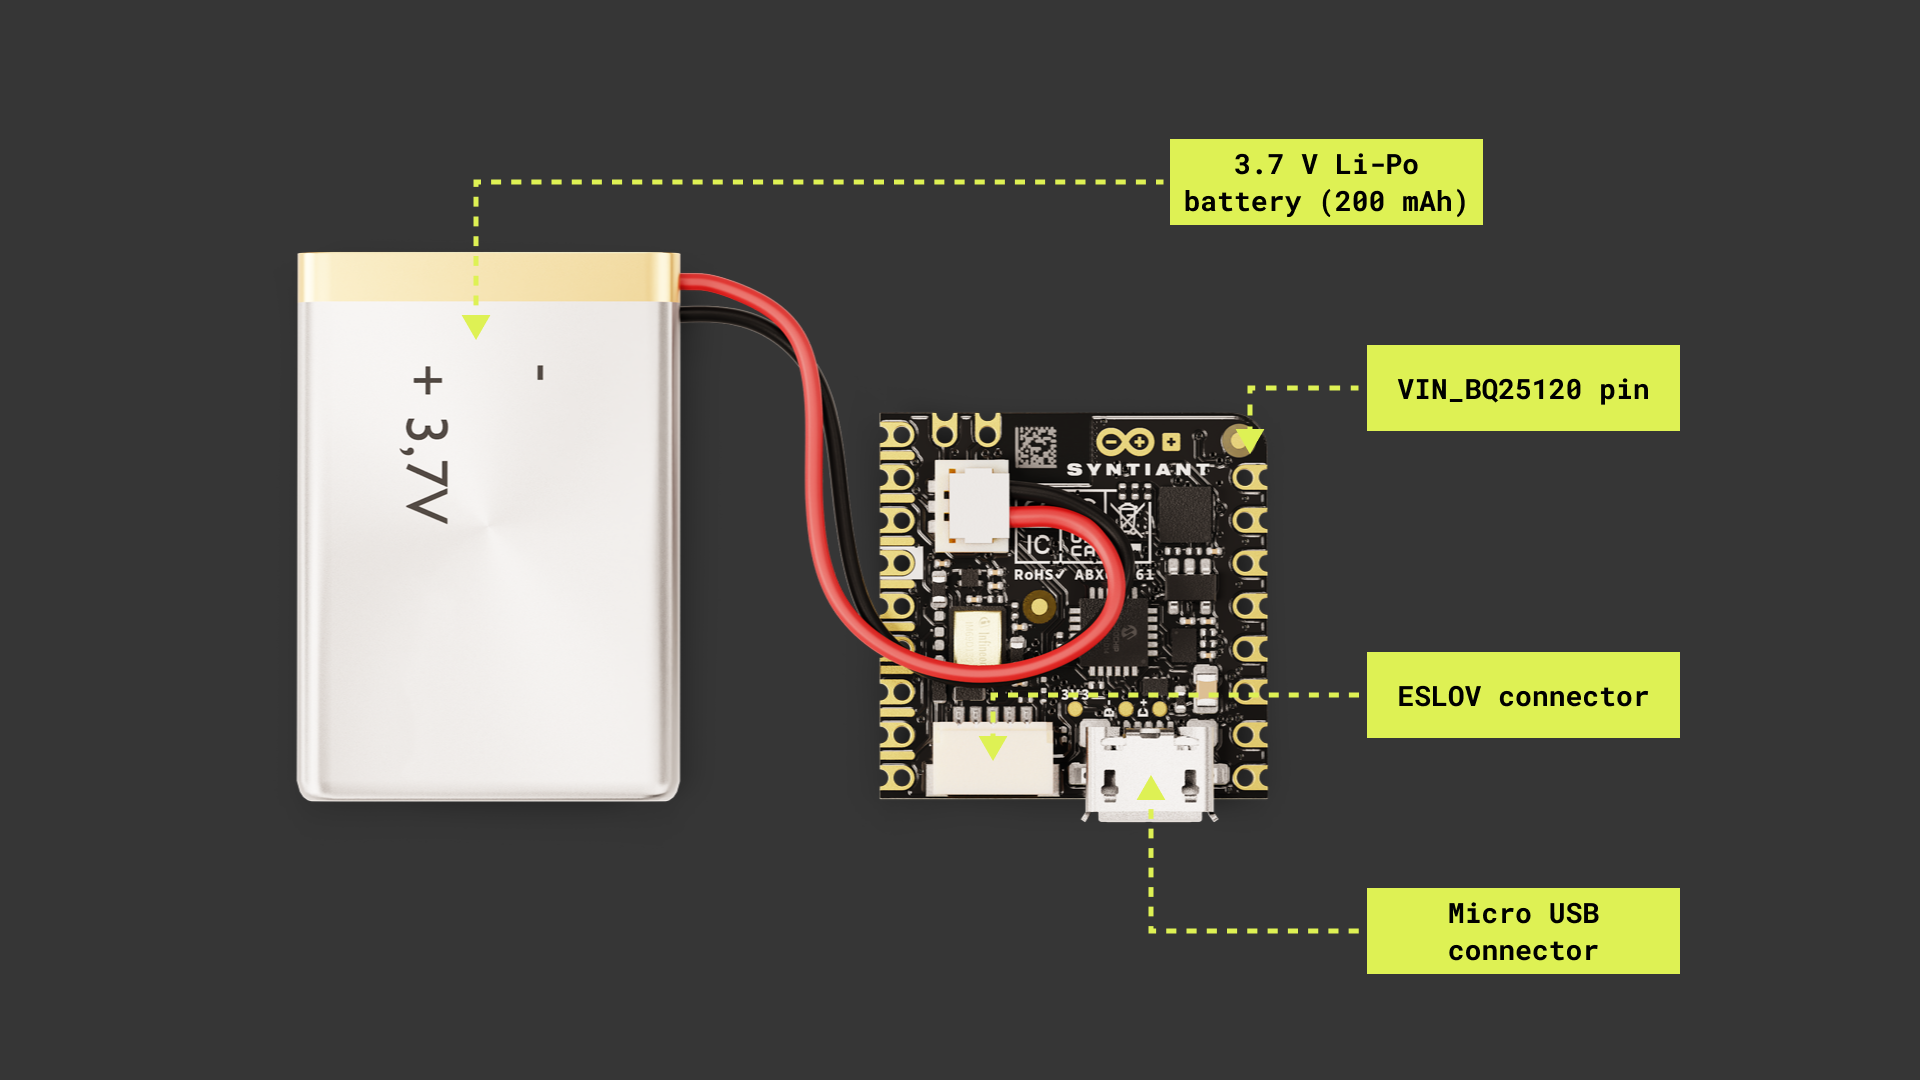 3.7 V Li-Po
battery (200 mAh)
VIN_BQ25120 pin
+ 3,7V -
SYNTIANT
IC
RoHS✓ ABX 61
3V3
ESLOV connector
Micro USB
connector